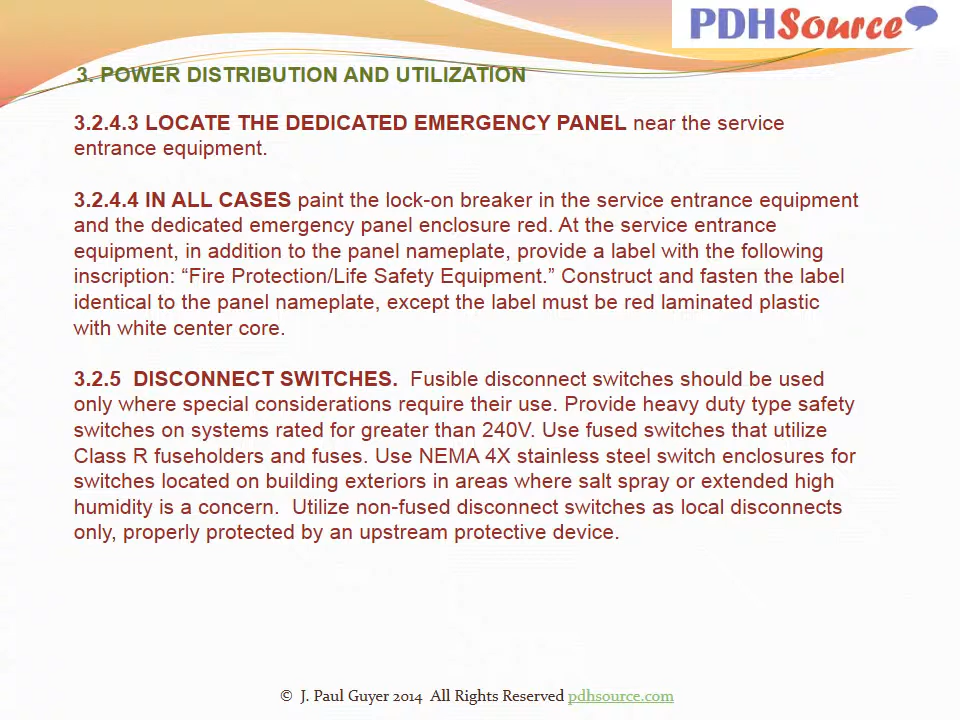 PDHSource
3. POWER DISTRIBUTION AND UTILIZATION
3.2.4.3 LOCATE THE DEDICATED EMERGENCY PANEL near the service
entrance equipment.
3.2.4.4 IN ALL CASES paint the lock-on breaker in the service entrance equipment
and the dedicated emergency panel enclosure red. At the service entrance
equipment, in addition to the panel nameplate, provide a label with the following
inscription: “Fire Protection/Life Safety Equipment.” Construct and fasten the label
identical to the panel nameplate, except the label must be red laminated plastic
with white center core.
3.2.5  DISCONNECT SWITCHES.  Fusible disconnect switches should be used
only where special considerations require their use. Provide heavy duty type safety
switches on systems rated for greater than 240V. Use fused switches that utilize
Class R fuseholders and fuses. Use NEMA 4X stainless steel switch enclosures for
switches located on building exteriors in areas where salt spray or extended high
humidity is a concern.  Utilize non-fused disconnect switches as local disconnects
only, properly protected by an upstream protective device.
© J. Paul Guyer 2014 All Rights Reserved pdhsource.com